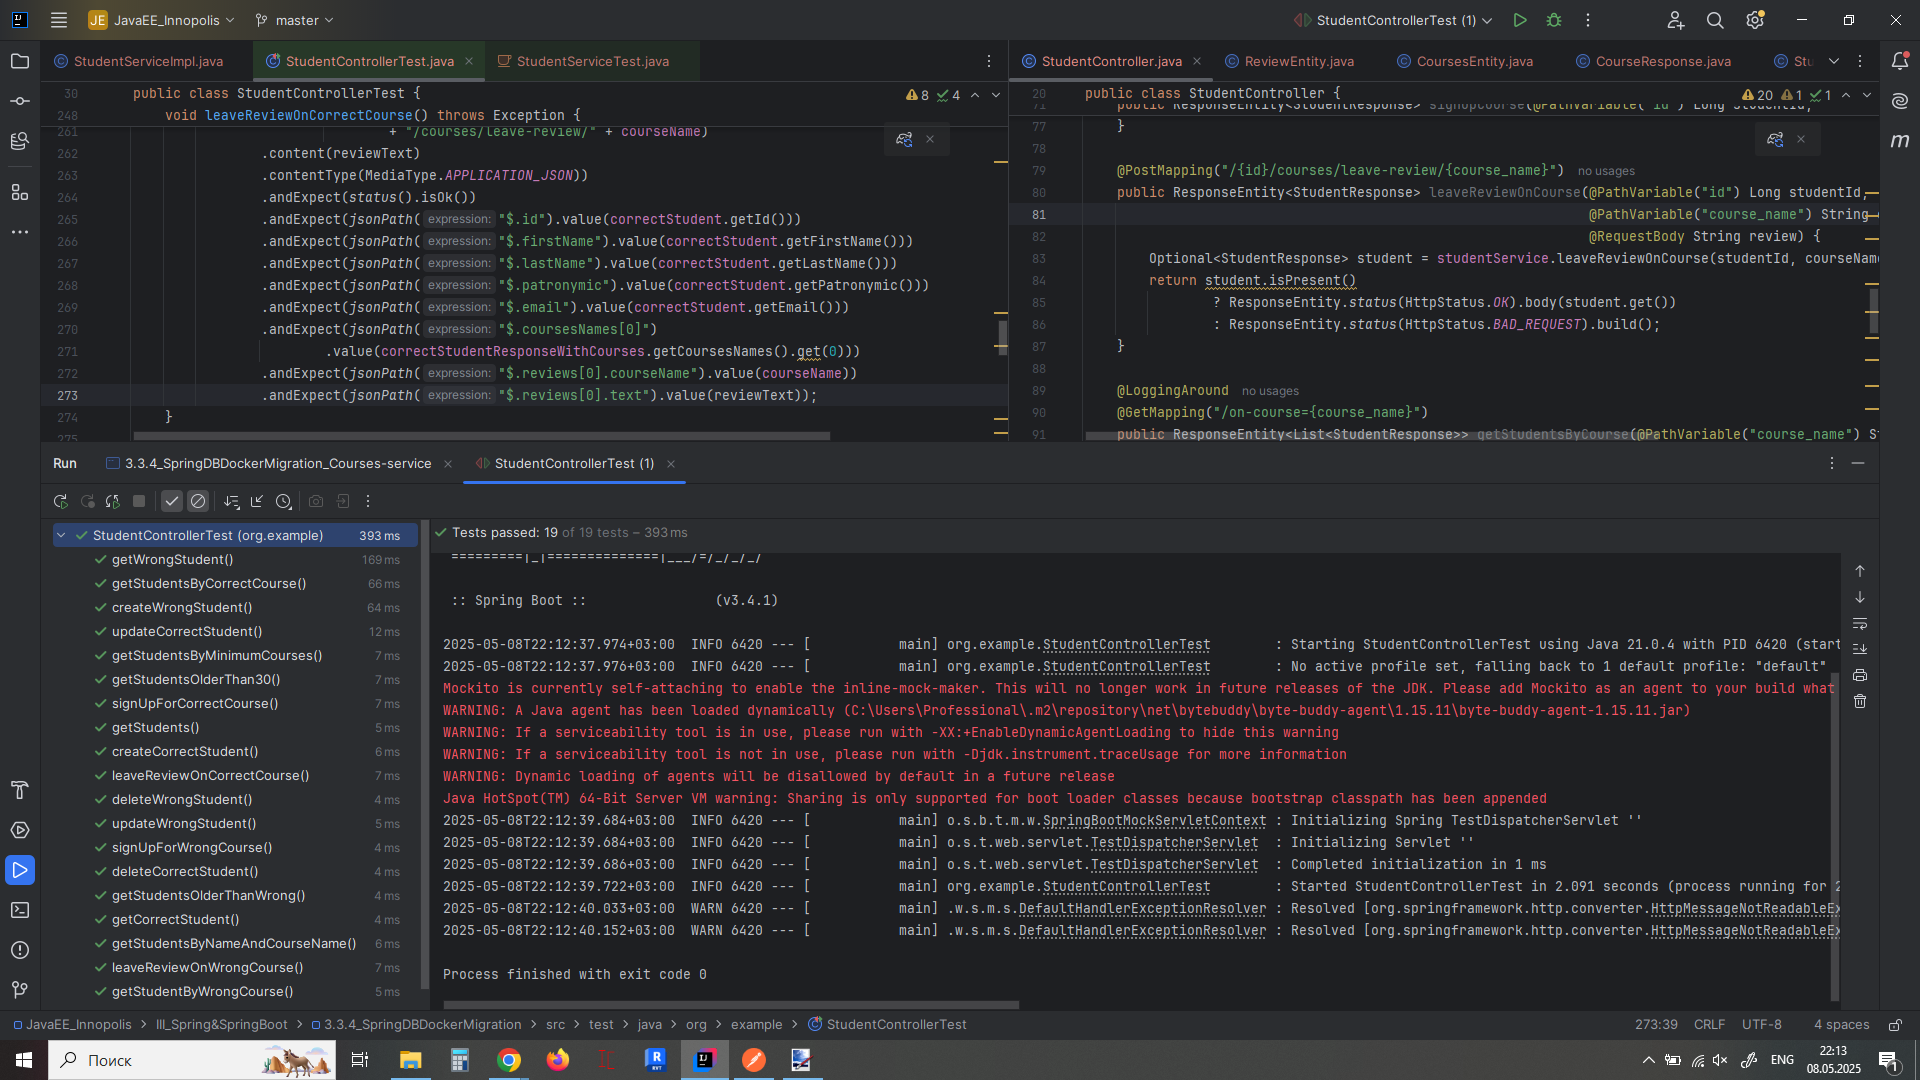 JE JavaEE_Innopolis master StudentControllerTest (1)
StudentServiceImpl.java StudentControllerTest.java StudentServiceTest.java
StudentController.java ReviewEntity.java CoursesEntity.java CourseResponse.java Stu
30 public class StudentControllerTest { 8 4
248 void leaveReviewOnCorrectCourse() throws Exception {
261 + "/courses/leave-review/" + courseName)
262 .content(reviewText)
263 .contentType(MediaType.APPLICATION_JSON))
264 .andExpect(status().isOk())
265 .andExpect(jsonPath( expression: "$.id").value(correctStudent.getId()))
266 .andExpect(jsonPath( expression: "$.firstName").value(correctStudent.getFirstName()))
267 .andExpect(jsonPath( expression: "$.lastName").value(correctStudent.getLastName()))
268 .andExpect(jsonPath( expression: "$.patronymic").value(correctStudent.getPatronymic()))
269 .andExpect(jsonPath( expression: "$.email").value(correctStudent.getEmail()))
270 .andExpect(jsonPath( expression: "$.coursesNames[0]")
271 .value(correctStudentResponseWithCourses.getCoursesNames().get(0)))
272 .andExpect(jsonPath( expression: "$.reviews[0].courseName").value(courseName))
273 .andExpect(jsonPath( expression: "$.reviews[0].text").value(reviewText));
274 }
275
20 public class StudentController { 20 1 1
71 public ResponseEntity<StudentResponse> signUpCourse(@PathVariable("id") Long studentId,
77 }
78
79 @PostMapping("/{id}/courses/leave-review/{course_name}") no usages
80 public ResponseEntity<StudentResponse> leaveReviewOnCourse(@PathVariable("id") Long studentId,
81 @PathVariable("course_name") String
82 @RequestBody String review) {
83 Optional<StudentResponse> student = studentService.leaveReviewOnCourse(studentId, courseNam
84 return student.isPresent()
85 ? ResponseEntity.status(HttpStatus.OK).body(student.get())
86 : ResponseEntity.status(HttpStatus.BAD_REQUEST).build();
87 }
88
89 @LoggingAround no usages
90 @GetMapping("/on-course={course_name}")
91 public ResponseEntity<List<StudentResponse>> getStudentsByCourse(@PathVariable("course_name") S
Run 3.3.4_SpringDBDockerMigration_Courses-service StudentControllerTest (1)
StudentControllerTest (org.example) 393 ms
getWrongStudent() 169 ms
getStudentsByCorrectCourse() 66 ms
createWrongStudent() 64 ms
updateCorrectStudent() 12 ms
getStudentsByMinimumCourses() 7 ms
getStudentsOlderThan30() 7 ms
signUpForCorrectCourse() 7 ms
getStudents() 5 ms
createCorrectStudent() 6 ms
leaveReviewOnCorrectCourse() 7 ms
deleteWrongStudent() 4 ms
updateWrongStudent() 5 ms
signUpForWrongCourse() 4 ms
deleteCorrectStudent() 4 ms
getStudentsOlderThanWrong() 4 ms
getCorrectStudent() 4 ms
getStudentsByNameAndCourseName() 6 ms
leaveReviewOnWrongCourse() 7 ms
getStudentByWrongCourse() 5 ms
Tests passed: 19 of 19 tests – 393 ms
=========|_|==============|___/=/_/_/_/
:: Spring Boot :: (v3.4.1)
2025-05-08T22:12:37.974+03:00 INFO 6420 --- [ main] org.example.StudentControllerTest : Starting StudentControllerTest using Java 21.0.4 with PID 6420 (start
2025-05-08T22:12:37.976+03:00 INFO 6420 --- [ main] org.example.StudentControllerTest : No active profile set, falling back to 1 default profile: "default"
Mockito is currently self-attaching to enable the inline-mock-maker. This will no longer work in future releases of the JDK. Please add Mockito as an agent to your build what
WARNING: A Java agent has been loaded dynamically (C:\Users\Professional\.m2\repository\net\bytebuddy\byte-buddy-agent\1.15.11\byte-buddy-agent-1.15.11.jar)
WARNING: If a serviceability tool is in use, please run with -XX:+EnableDynamicAgentLoading to hide this warning
WARNING: If a serviceability tool is not in use, please run with -Djdk.instrument.traceUsage for more information
WARNING: Dynamic loading of agents will be disallowed by default in a future release
Java HotSpot(TM) 64-Bit Server VM warning: Sharing is only supported for boot loader classes because bootstrap classpath has been appended
2025-05-08T22:12:39.684+03:00 INFO 6420 --- [ main] o.s.b.t.m.w.SpringBootMockServletContext : Initializing Spring TestDispatcherServlet ''
2025-05-08T22:12:39.684+03:00 INFO 6420 --- [ main] o.s.t.web.servlet.TestDispatcherServlet : Initializing Servlet ''
2025-05-08T22:12:39.686+03:00 INFO 6420 --- [ main] o.s.t.web.servlet.TestDispatcherServlet : Completed initialization in 1 ms
2025-05-08T22:12:39.722+03:00 INFO 6420 --- [ main] org.example.StudentControllerTest : Started StudentControllerTest in 2.091 seconds (process running for 2
2025-05-08T22:12:40.033+03:00 WARN 6420 --- [ main] .w.s.m.s.DefaultHandlerExceptionResolver : Resolved [org.springframework.http.converter.HttpMessageNotReadableEx
2025-05-08T22:12:40.152+03:00 WARN 6420 --- [ main] .w.s.m.s.DefaultHandlerExceptionResolver : Resolved [org.springframework.http.converter.HttpMessageNotReadableEx
Process finished with exit code 0
JavaEE_Innopolis III_Spring&SpringBoot 3.3.4_SpringDBDockerMigration src test java org example StudentControllerTest 273:39 CRLF UTF-8 4 spaces
Поиск ENG 22:13
08.05.2025 1